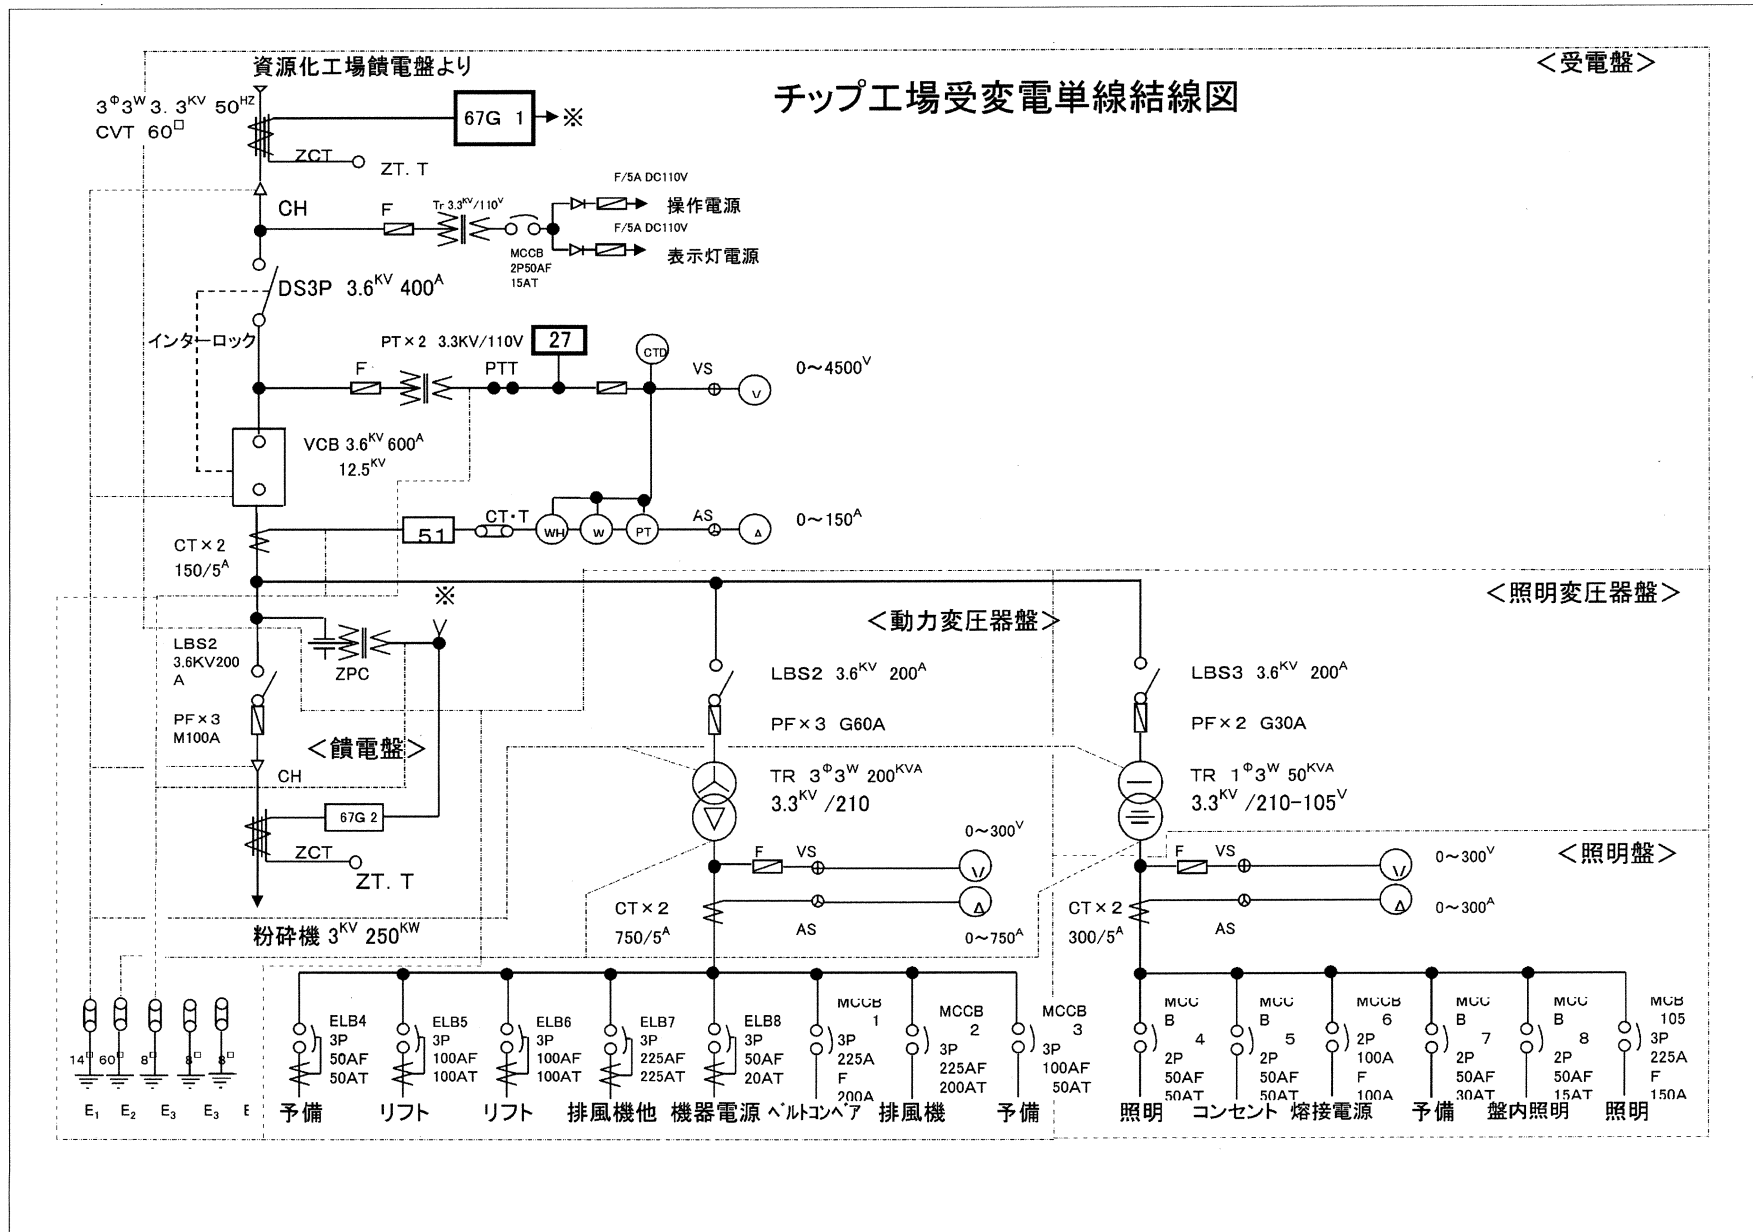 資源化工場饋電盤より
＜受電盤＞
チップ工場受変電単線結線図
3Φ3W 3. 3KV 50HZ
CVT 60□
67G 1
※
ZCT
ZT. T
CH
F
Tr 3.3KV/110V
F/5A DC110V
操作電源
F/5A DC110V
表示灯電源
MCCB
2P50AF
15AT
DS3P 3.6KV 400A
インターロック
PT×2 3.3KV/110V
27
CTD
F
PTT
VS
V
0～4500V
VCB 3.6KV 600A
12.5KV
51
CT・T
WH
W
PT
AS
0～150A
CT×2
150/5A
※
＜照明変圧器盤＞
＜動力変圧器盤＞
LBS2
3.6KV200
A
ZPC
PF×3
M100A
＜饋電盤＞
CH
67G 2
ZCT
ZT. T
粉砕機 3KV 250KW
LBS2 3.6KV 200A
PF×3 G60A
TR 3Φ3W 200KVA
3.3KV /210
F
VS
0～300V
V
CT×2
750/5A
AS
0～750A
LBS3 3.6KV 200A
PF×2 G30A
TR 1Φ3W 50KVA
3.3KV /210-105V
＜照明盤＞
F
VS
V
0～300V
CT×2
300/5A
AS
0～300A
14□
60□
8□
8□
8□
E1
E2
E3
E3
E
ELB4
3P
50AF
50AT
予備
ELB5
3P
100AF
100AT
リフト
ELB6
3P
100AF
100AT
リフト
ELB7
3P
225AF
225AT
排風機他
ELB8
3P
50AF
20AT
機器電源
MCCB
1
3P
225A
F
200A
ベルトコンベア
MCCB
2
3P
225AF
200AT
排風機
MCCB
3
3P
100AF
50AT
予備
MCC
B
4
2P
50AF
50AT
照明
MCC
B
5
2P
50AF
50AT
コンセント
MCCB
6
2P
100A
F
100A
熔接電源
MCC
B
7
2P
50AF
30AT
予備
MCC
B
8
2P
50AF
15AT
盤内照明
MCB
105
3P
225A
F
150A
照明